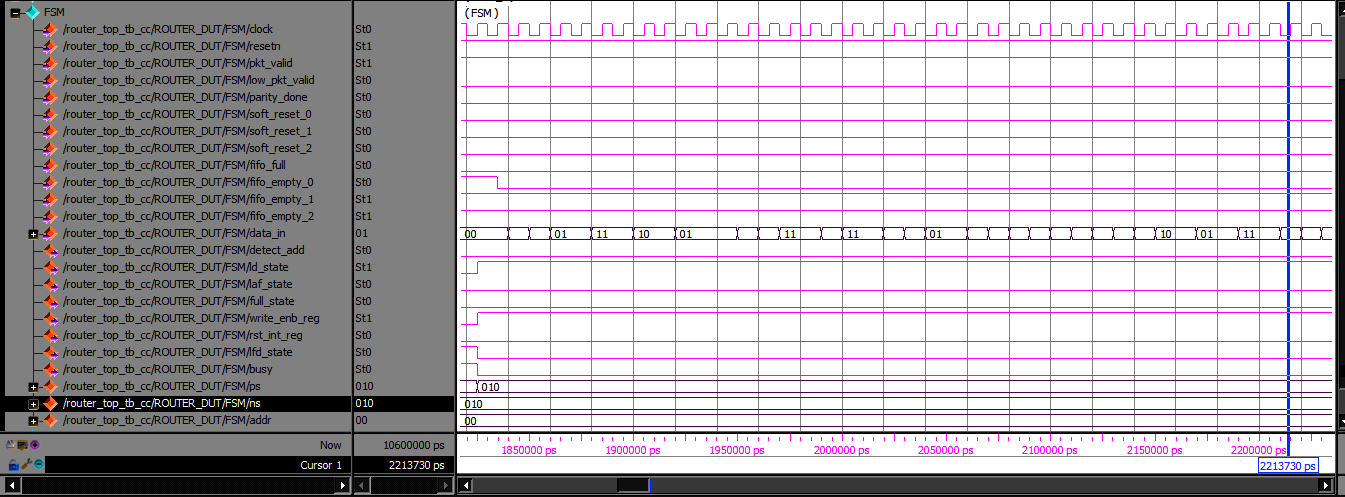 FSM (FSM)
/router_top_tb_cc/ROUTER_DUT/FSM/clock St0
/router_top_tb_cc/ROUTER_DUT/FSM/resetn St1
/router_top_tb_cc/ROUTER_DUT/FSM/pkt_valid St1
/router_top_tb_cc/ROUTER_DUT/FSM/low_pkt_valid St0
/router_top_tb_cc/ROUTER_DUT/FSM/parity_done St0
/router_top_tb_cc/ROUTER_DUT/FSM/soft_reset_0 St0
/router_top_tb_cc/ROUTER_DUT/FSM/soft_reset_1 St0
/router_top_tb_cc/ROUTER_DUT/FSM/soft_reset_2 St0
/router_top_tb_cc/ROUTER_DUT/FSM/fifo_full St0
/router_top_tb_cc/ROUTER_DUT/FSM/fifo_empty_0 St0
/router_top_tb_cc/ROUTER_DUT/FSM/fifo_empty_1 St1
/router_top_tb_cc/ROUTER_DUT/FSM/fifo_empty_2 St1
/router_top_tb_cc/ROUTER_DUT/FSM/data_in 01 00 01 11 10 01 11 11 01 10 01 11
/router_top_tb_cc/ROUTER_DUT/FSM/detect_add St0
/router_top_tb_cc/ROUTER_DUT/FSM/ld_state St1
/router_top_tb_cc/ROUTER_DUT/FSM/laf_state St0
/router_top_tb_cc/ROUTER_DUT/FSM/full_state St0
/router_top_tb_cc/ROUTER_DUT/FSM/write_enb_reg St1
/router_top_tb_cc/ROUTER_DUT/FSM/rst_int_reg St0
/router_top_tb_cc/ROUTER_DUT/FSM/lfd_state St0
/router_top_tb_cc/ROUTER_DUT/FSM/busy St0
/router_top_tb_cc/ROUTER_DUT/FSM/ps 010 010
/router_top_tb_cc/ROUTER_DUT/FSM/ns 010 010
/router_top_tb_cc/ROUTER_DUT/FSM/addr 00 00
Now 10600000 ps 1850000 ps 1900000 ps 1950000 ps 2000000 ps 2050000 ps 2100000 ps 2150000 ps 2200000 ps
Cursor 1 2213730 ps 2213730 ps